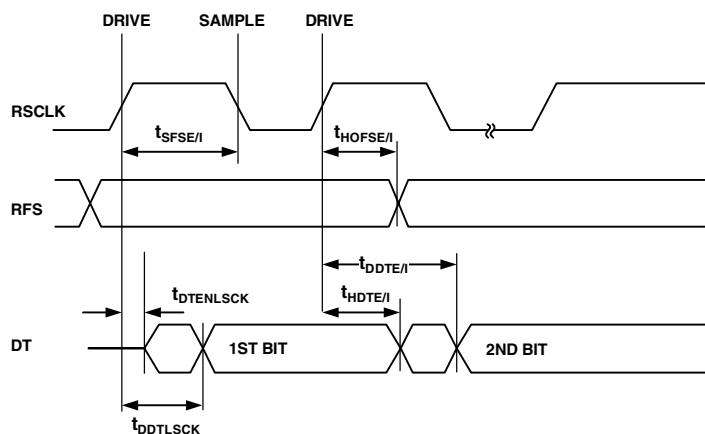 DRIVE SAMPLE DRIVE
RSCLK
tSFSE/I
tHOFSE/I
RFS
tDDTE/I
tDTENLSCK
tHDTE/I
DT
1ST BIT
2ND BIT
tDDTLSCK